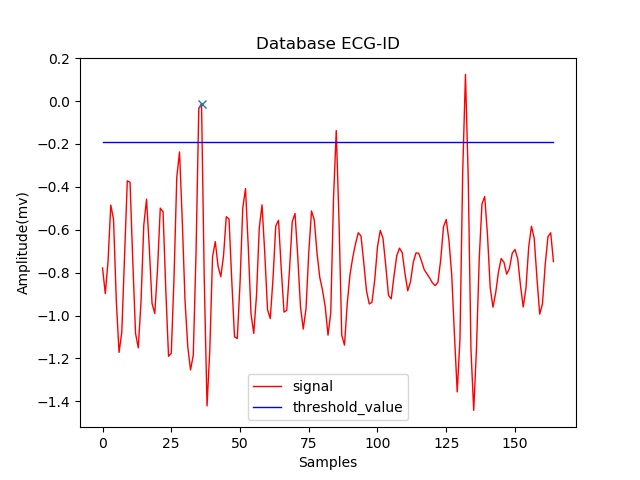 Database ECG-ID
Amplitude(mv)
0.2
0.0
−0.2
−0.4
−0.6
−0.8
−1.0
−1.2
−1.4
signal
threshold_value
0 25 50 75 100 125 150
Samples